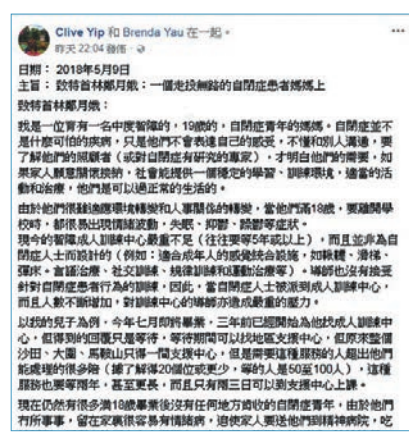 Clive Yip 和 Brenda Yau 在一起。
昨天 22:04 發佈 ·
日期： 2018年5月9日
主旨： 致特首林鄭月娥：一個走投無路的自閉症患者媽媽上
致特首林鄭月娥：
我是一位育有一名中度智障的，19歲的，自閉症青年的媽媽。自閉症並不
是什麼可怕的疾病，只是他們不會表達自己的感受，不懂和別人溝通，要
了解他們的照顧者（或對自閉症有研究的專家），才明白他們的需要，如
果家人願意關懷接納，社會能提供一個穩定的學習、訓練環境，適當的活
動和治療，他們是可以過正常的生活的。
由於他們很難適應環境轉變和人事關係的轉變，當他們滿18歲，要離開學
校時，都很易出現情緒波動，失眠、抑鬱、躁鬱等症狀。
現今的智障成人訓練中心嚴重不足（往往要等5年或以上），而且並非為自
閉症人士而設計的（例如：適合成年人的感覺統合設施，如鞦韆、滑梯、
彈床。言語治療、社交訓練、規律訓練和運動治療等）。導師也沒有接受
針對自閉症患者行為的訓練，因此，當自閉症人士被派到成人訓練中心，
而且人數不斷增加，對訓練中心的導師亦造成嚴重的壓力。
以我的兒子為例，今年七月即將畢業，三年前已經開始為他找成人訓練中
心，但得到的回覆只是等待，等待期間可以找地區支援中心，但原來整個
沙田、大圍、馬鞍山只得一間支援中心，但是需要這種服務的人超出他們
能處理的很多倍（據了解得20個位或更少，等的人是50至100人），這種
服務也要等兩年，甚至更長，而且只有兩三日可以到支援中心上課。
現在仍然有很多滿18歲畢業後沒有任何地方肯收的自閉症青年，由於他們
冇所事事，留在家裏很容易有情緒病，迫使家人要送他們到精神病院，吃